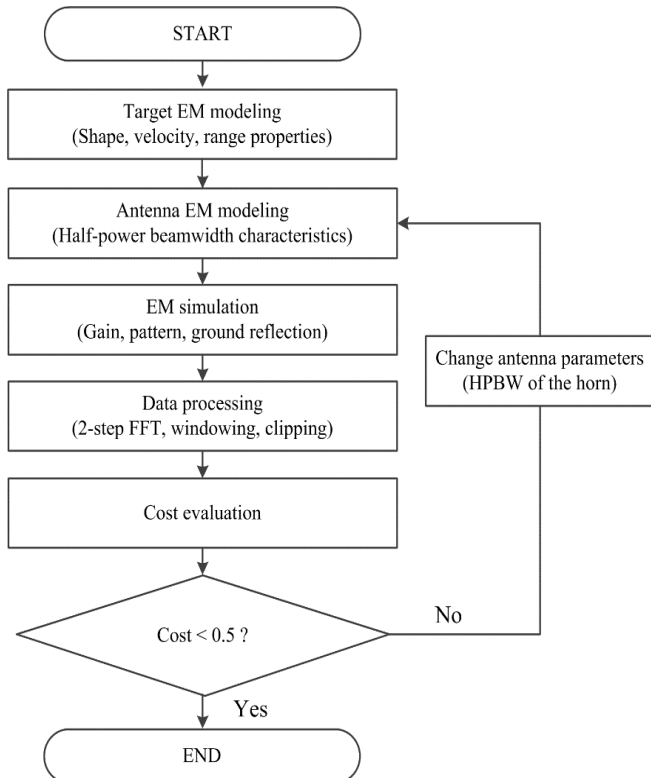 START
Target EM modeling
(Shape, velocity, range properties)
Antenna EM modeling
(Half-power beamwidth characteristics)
EM simulation
(Gain, pattern, ground reflection)
Change antenna parameters
(HPBW of the horn)
Data processing
(2-step FFT, windowing, clipping)
Cost evaluation
Cost < 0.5 ?
No
Yes
END